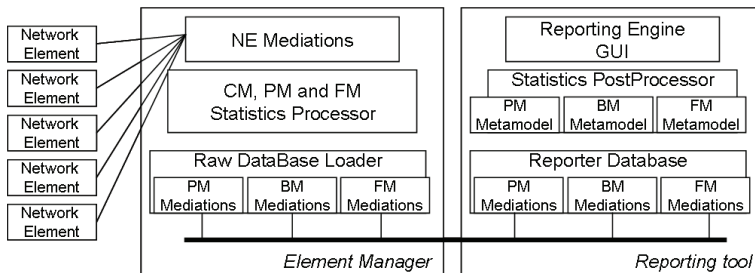 Network
Element
Network
Element
Network
Element
Network
Element
Network
Element
NE Mediations
CM, PM and FM
Statistics Processor
Raw DataBase Loader
PM
Mediations
BM
Mediations
FM
Mediations
Element Manager
Reporting Engine
GUI
Statistics PostProcessor
PM
Metamodel
BM
Metamodel
FM
Metamodel
Reporter Database
PM
Mediations
BM
Mediations
FM
Mediations
Reporting tool